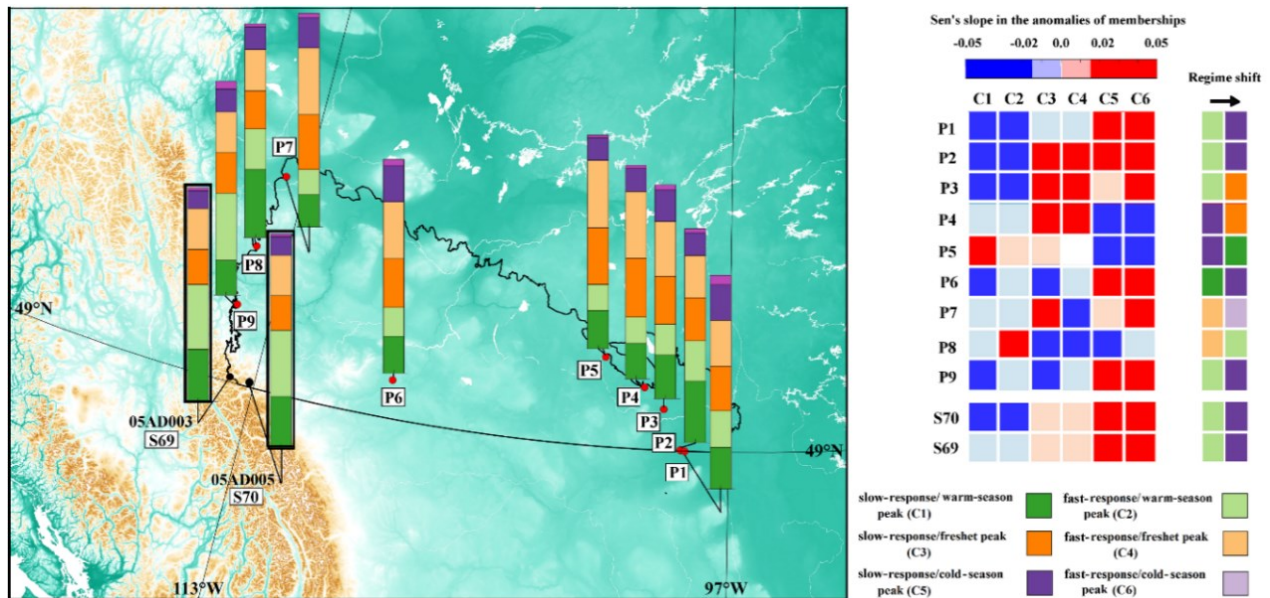 P7
P8
49°N
P9
P6
P5
P4
P3
P2
P1
49°N
05AD003
S69
05AD005
S70
113°W
97°W
Sen's slope in the anomalies of memberships
-0.05 -0.02 0.0 0.02 0.05
Regime shift
C1 C2 C3 C4 C5 C6
P1
P2
P3
P4
P5
P6
P7
P8
P9
S70
S69
slow-response/warm-season peak (C1)
fast-response/warm-season peak (C2)
slow-response/freshet peak (C3)
fast-response/freshet peak (C4)
slow-response/cold-season peak (C5)
fast-response/cold-season peak (C6)